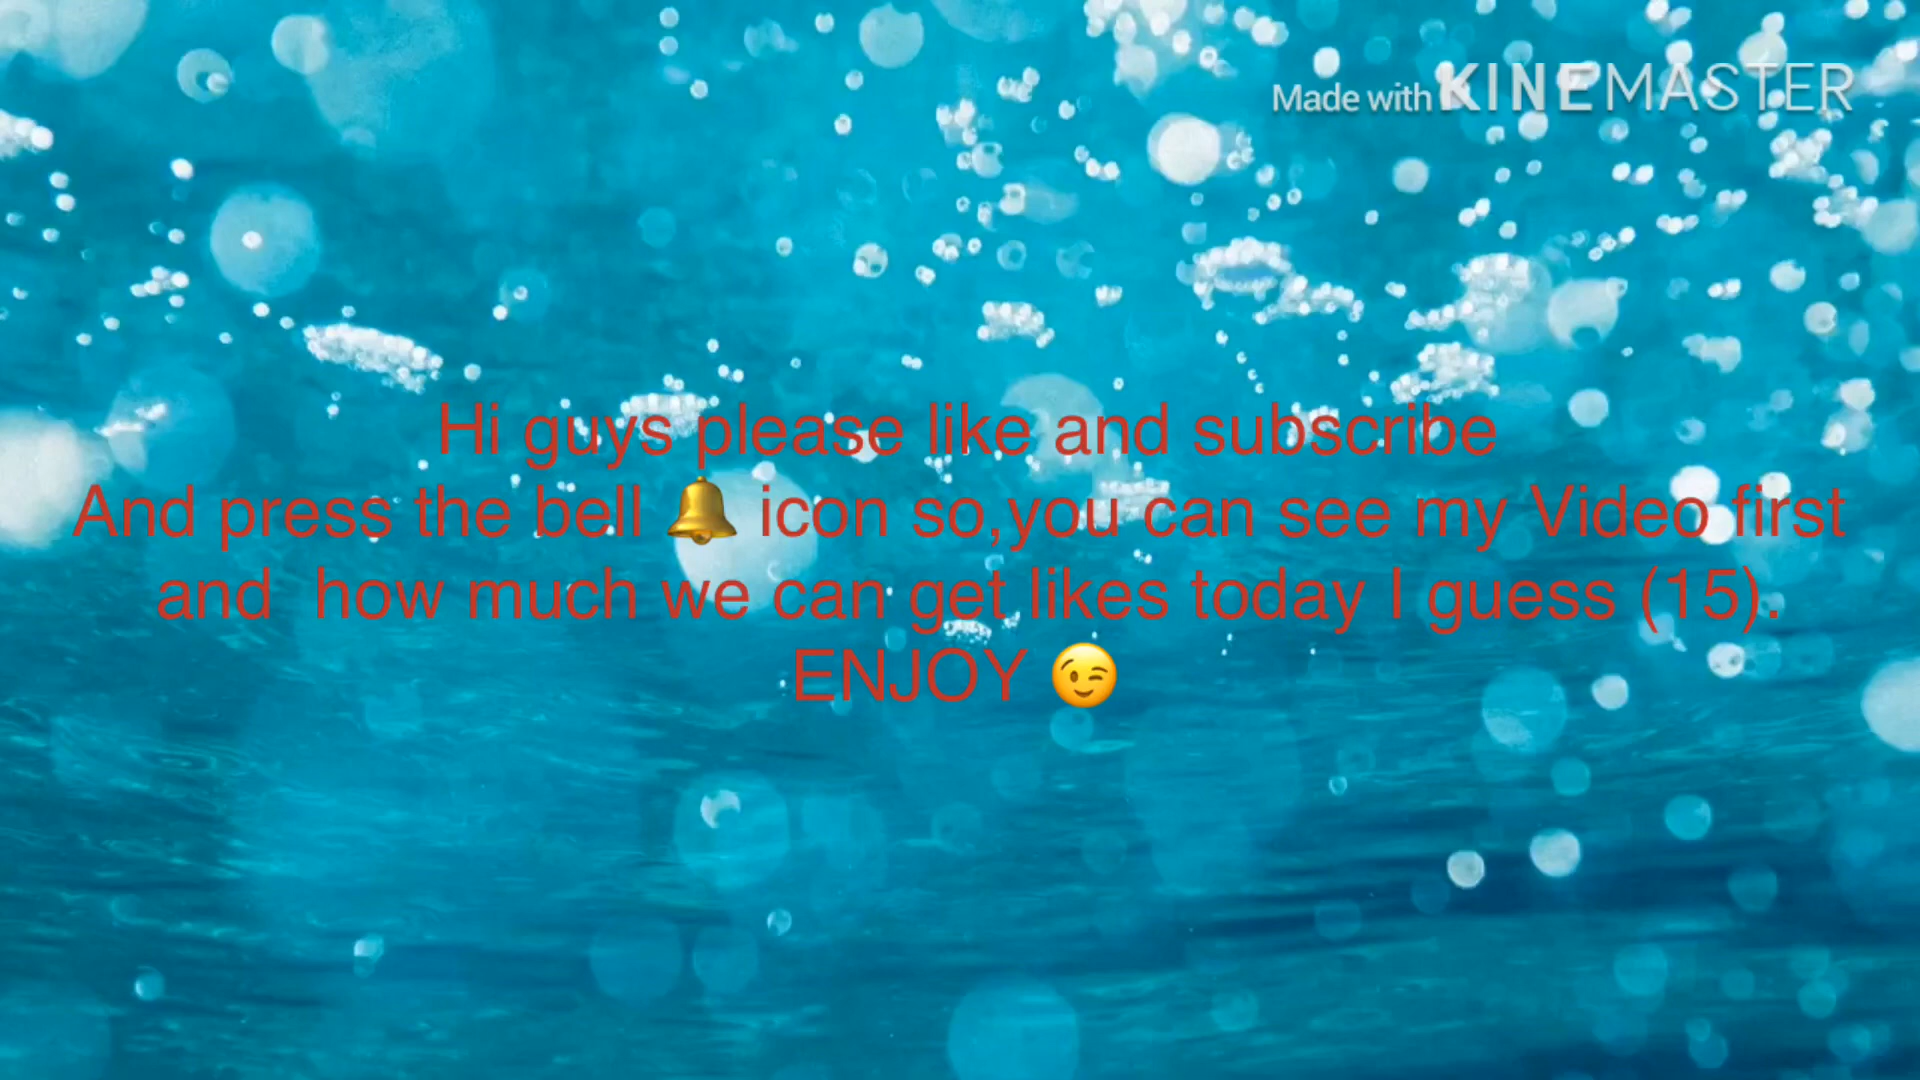 Made with KINEMASTER
Hi guys please like and subscribe
And press the bell 🔔 icon so,you can see my Video first
and  how much we can get likes today I guess (15).
ENJOY 😉